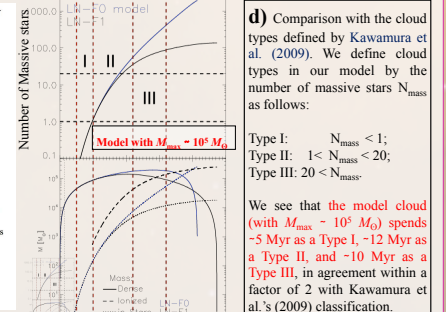 LN-F0 model
LN-F1
Number of Massive stars
1000.0
100.0
10.0
1.0
0.1
I II
III
Model with Mmax ~ 10⁵ M⊙
M [M⊙]
Mass:
Dense
Ionized
LN-F0
d) Comparison with the cloud
types defined by Kawamura et
al. (2009). We define cloud
types in our model by the
number of massive stars Nmass
as follows:
Type I: Nmass < 1;
Type II: 1< Nmass < 20;
Type III: 20 < Nmass.
We see that the model cloud
(with Mmax ~ 10⁵ M⊙) spends
~5 Myr as a Type I, ~12 Myr as
a Type II, and ~10 Myr as a
Type III, in agreement within a
factor of 2 with Kawamura et
al.'s (2009) classification.